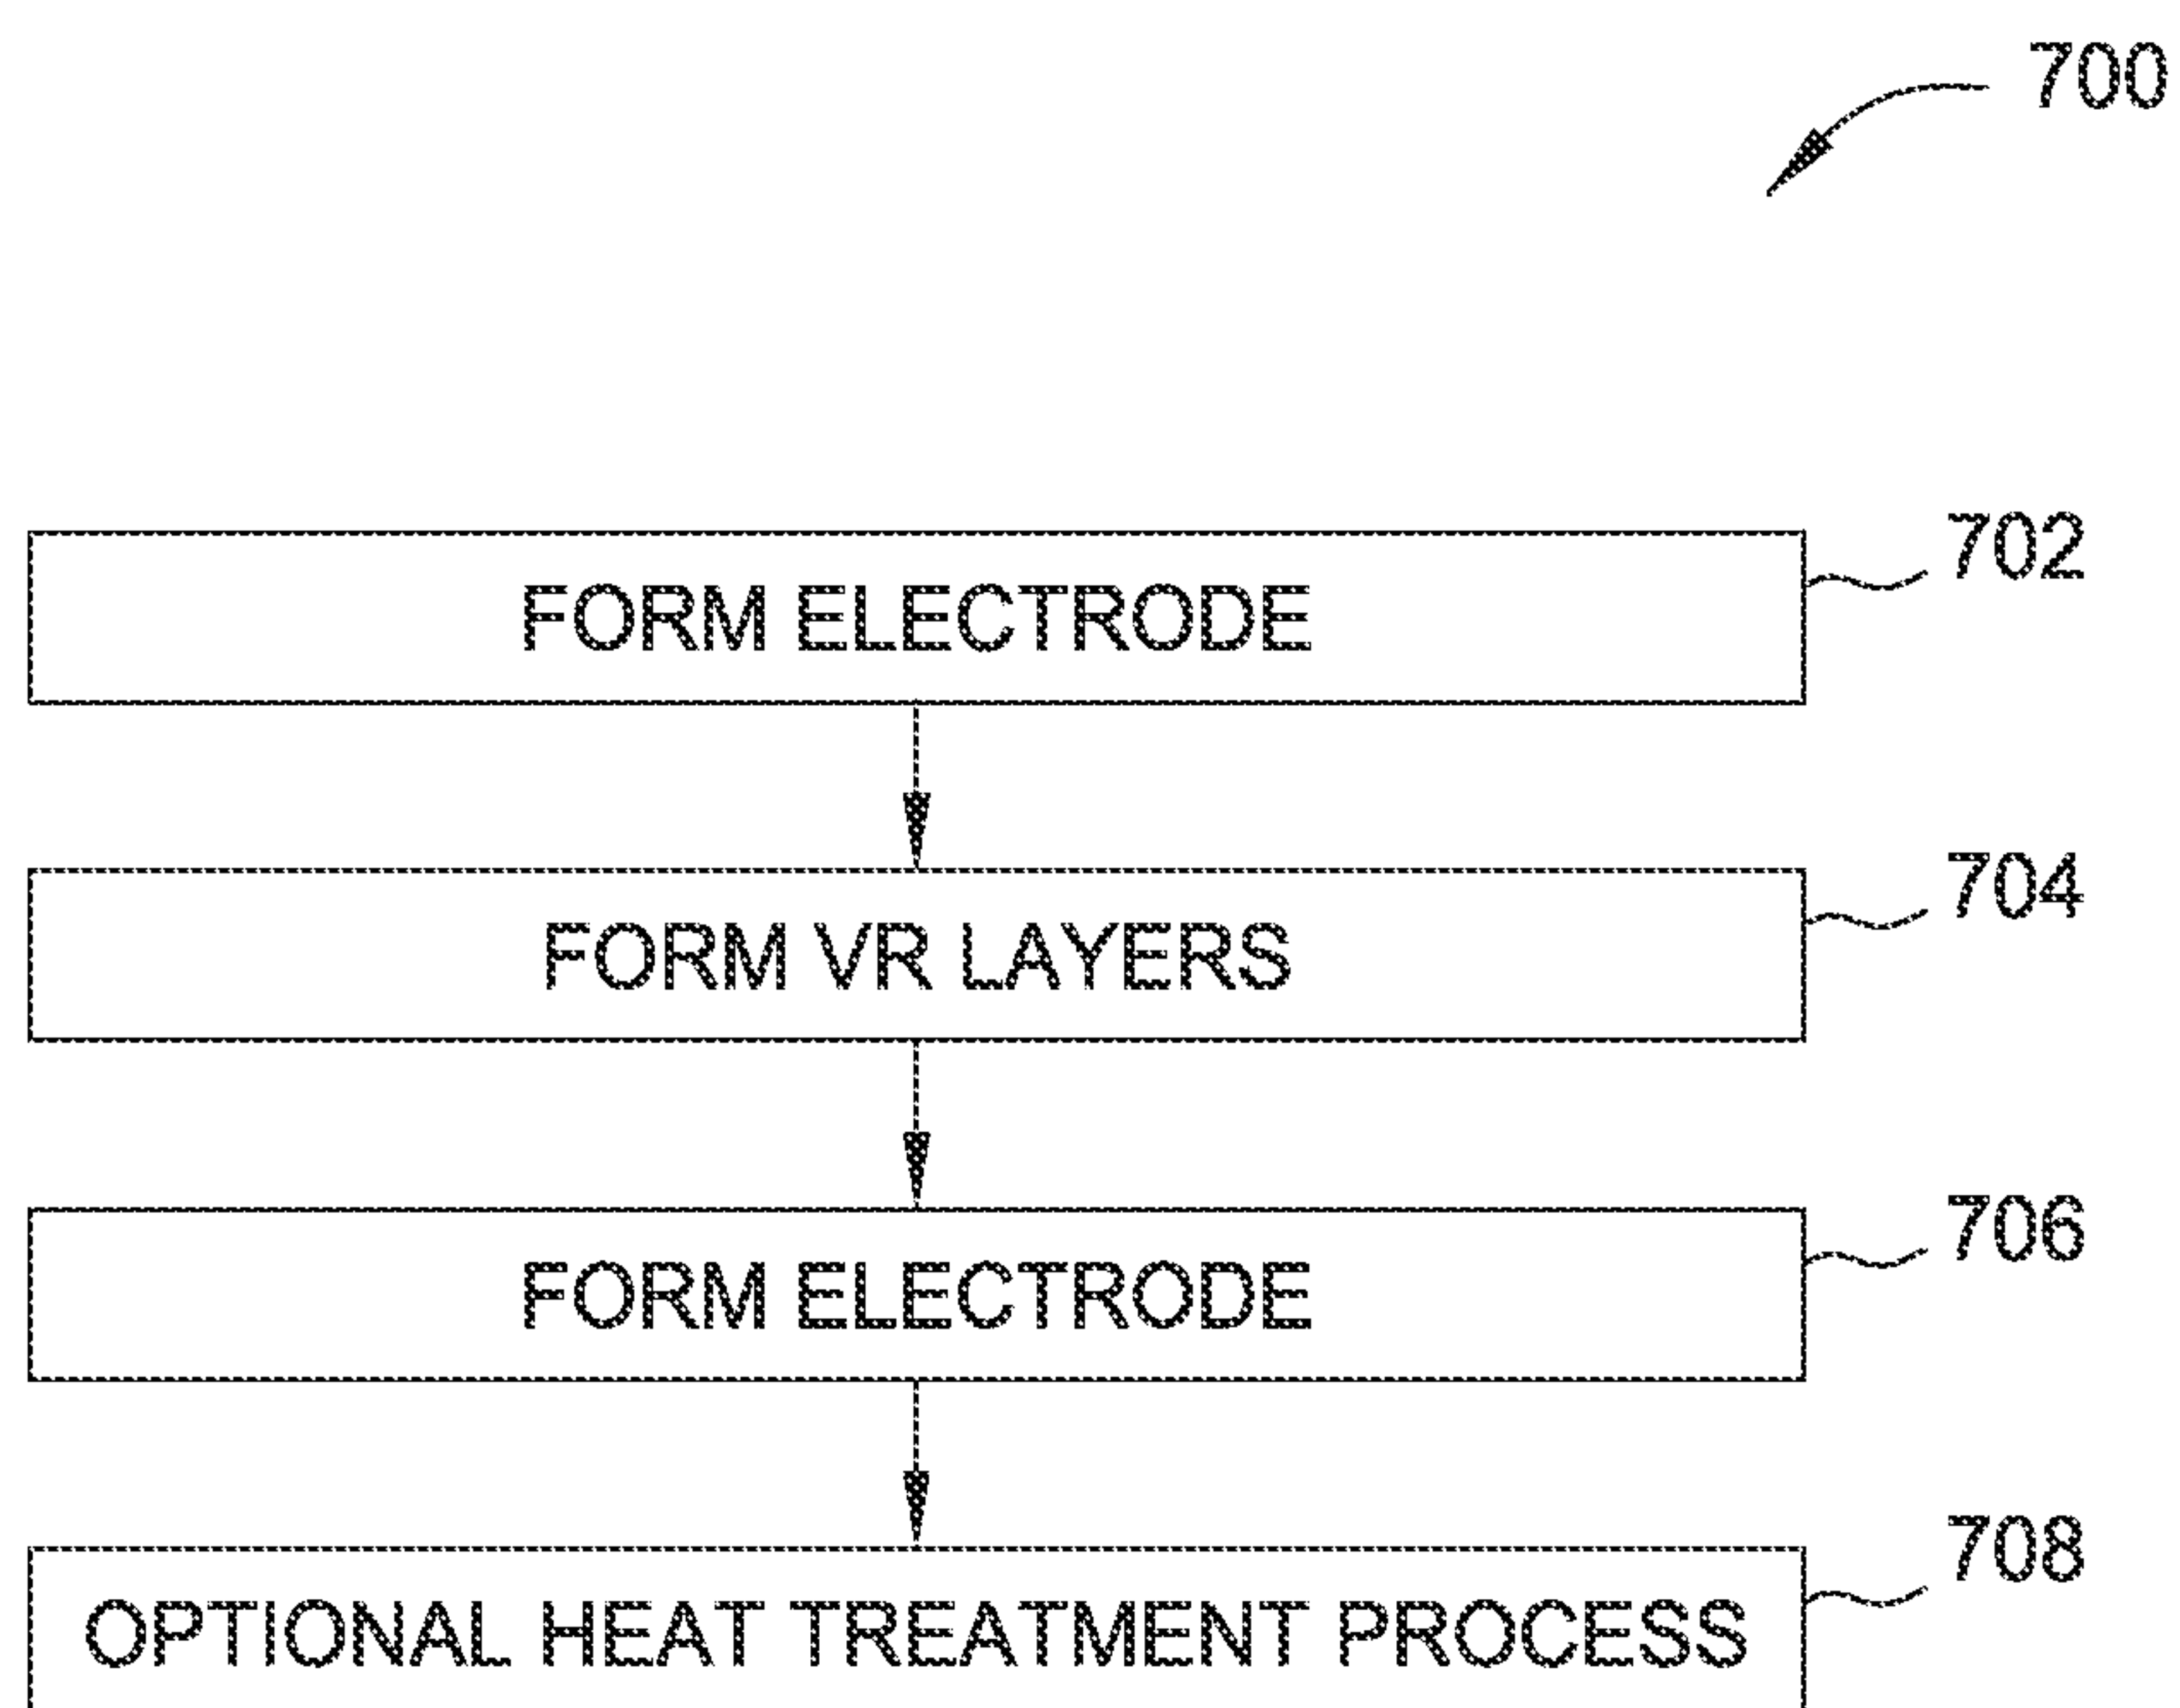 700
FORM ELECTRODE 702
FORM VR LAYERS 704
FORM ELECTRODE 706
OPTIONAL HEAT TREATMENT PROCESS 708